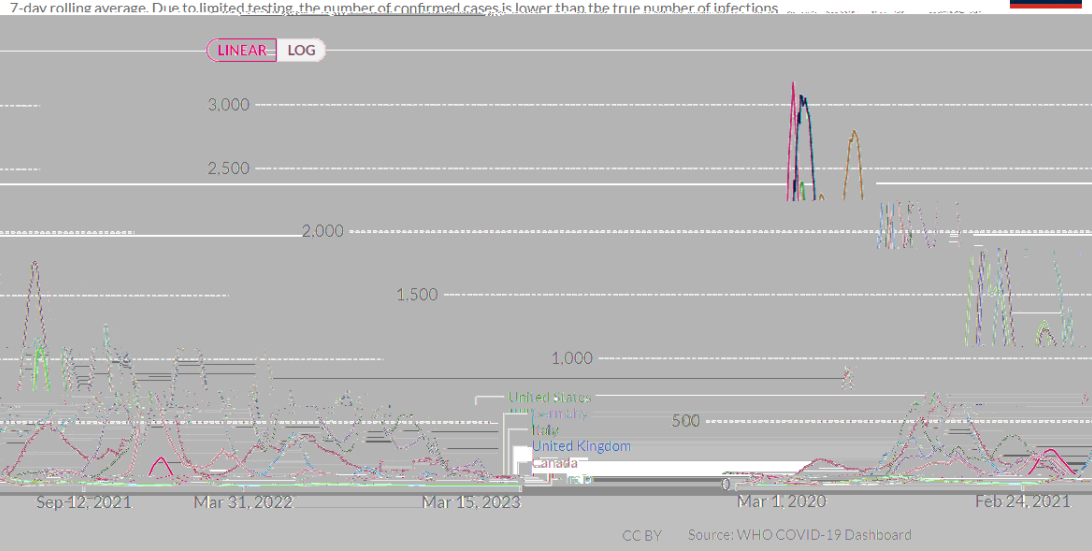 7-day rolling average. Due to limited testing, the number of confirmed cases is lower than the true number of infections
LINEAR LOG
3,000
2,500
2,000
1,500
1,000
United States
Germany
500
Italy
United Kingdom
Canada
0
Sep 12, 2021 Mar 31, 2022 Mar 15, 2023 Mar 1, 2020 Feb 24, 2021
CC BY Source: WHO COVID-19 Dashboard